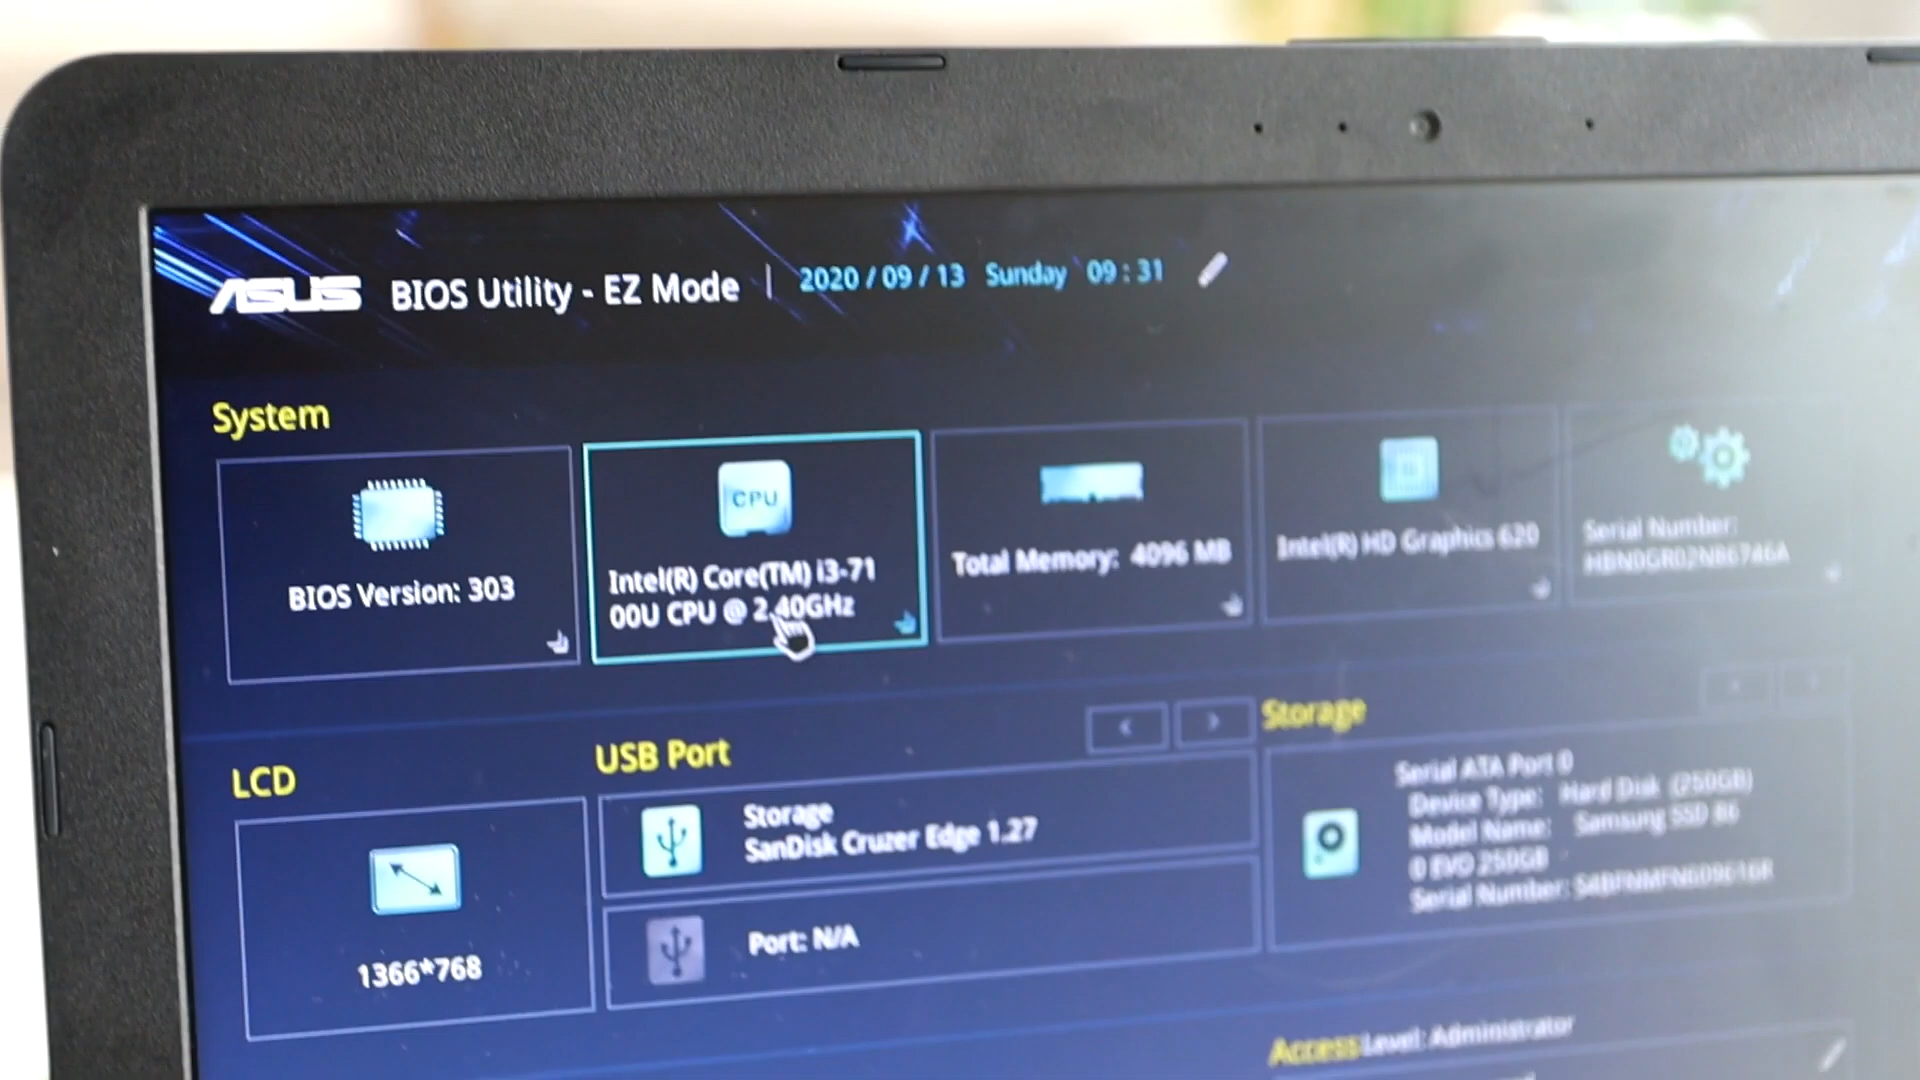 ASUS BIOS Utility - EZ Mode 2020 / 09 / 13 Sunday 09 : 31
System
BIOS Version: 303
CPU
Intel(R) Core(TM) i3-71
00U CPU @ 2.40GHz
Total Memory: 4096 MB
Intel(R) HD Graphics 620
Serial Number:
LCD
1366*768
USB Port
Storage
SanDisk Cruzer Edge 1.27
Port: N/A
Storage
Serial ATA Port 0
Device Type: Hard Disk (250GB)
Model Name: Samsung SSD 86
0 EVO 250GB
Serial Number:
Access Level: Administrator